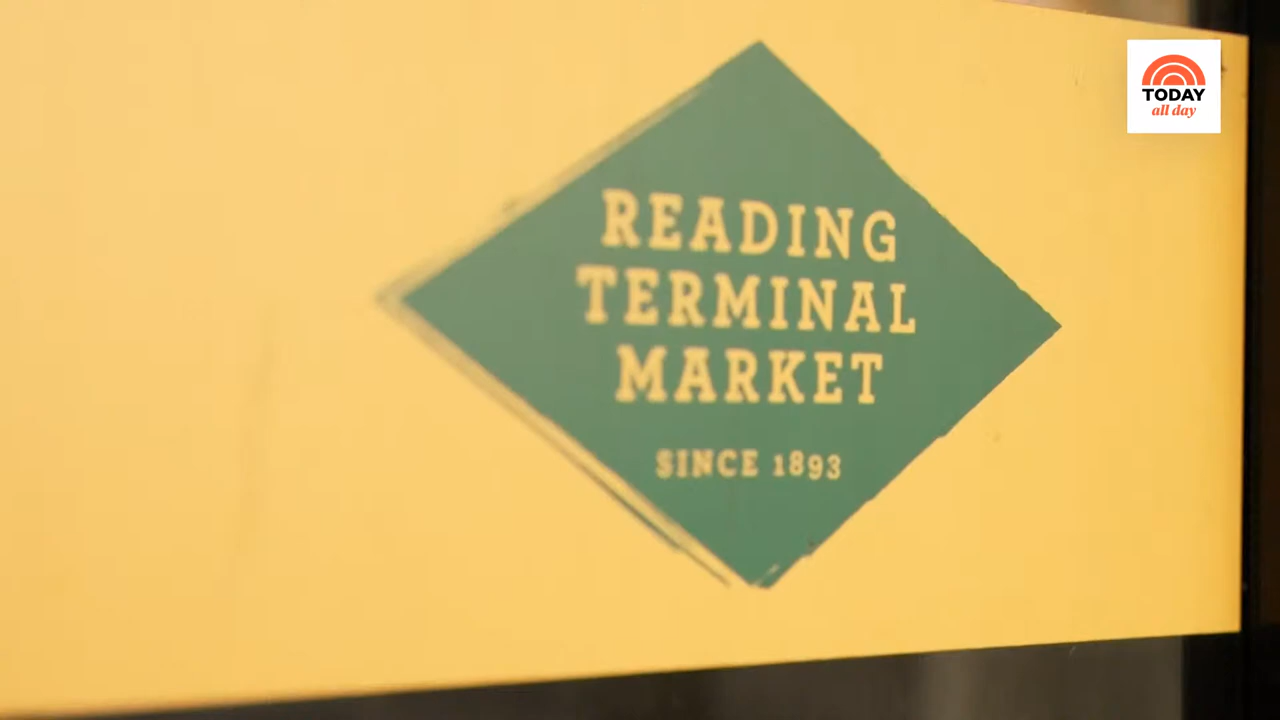 TODAY
all day
READING
TERMINAL
MARKET
SINCE 1893